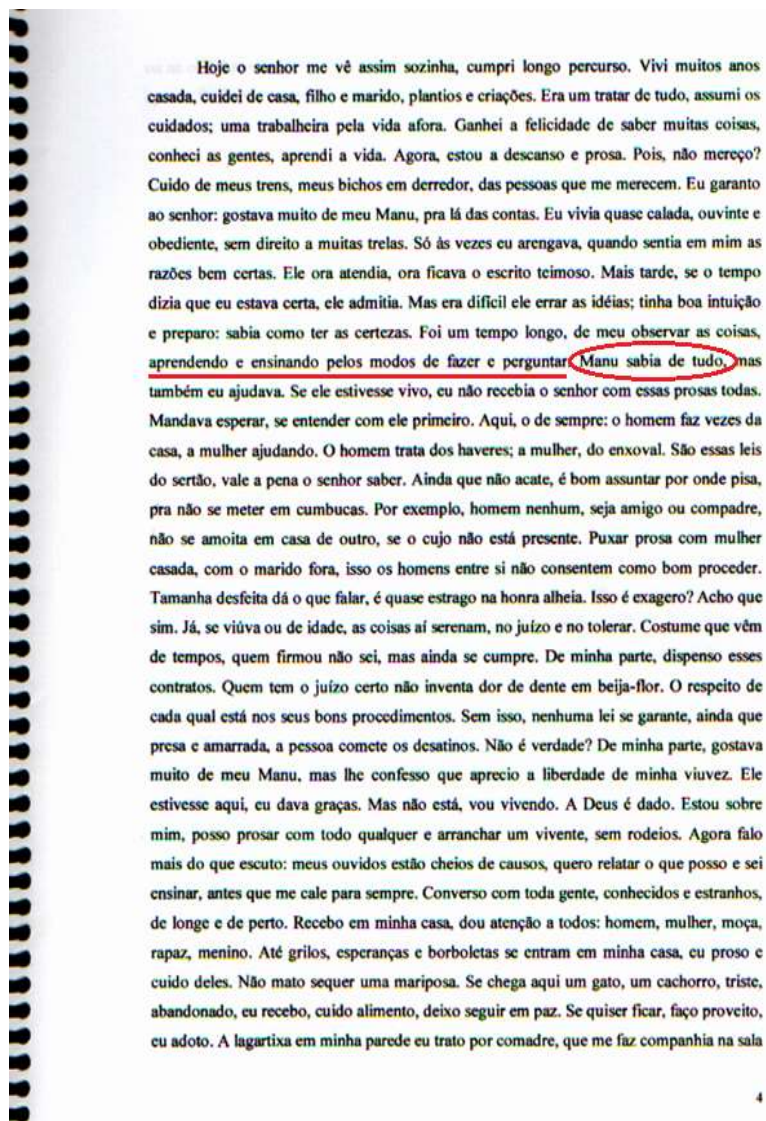 Hoje o senhor me vê assim sozinha, cumpri longo percurso. Vivi muitos anos
casada, cuidei de casa, filho e marido, plantios e criações. Era um tratar de tudo, assumi os
cuidados; uma trabalheira pela vida afora. Ganhei a felicidade de saber muitas coisas,
conheci as gentes, aprendi a vida. Agora, estou a descanso e prosa. Pois, não mereço?
Cuido de meus trens, meus bichos em derredor, das pessoas que me merecem. Eu garanto
ao senhor: gostava muito de meu Manu, pra lá das contas. Eu vivia quase calada, ouvinte e
obediente, sem direito a muitas trelas. Só às vezes eu arengava, quando sentia em mim as
razões bem certas. Ele ora atendia, ora ficava o escrito teimoso. Mais tarde, se o tempo
dizia que eu estava certa, ele admitia. Mas era difícil ele errar as idéias; tinha boa intuição
e preparo: sabia como ter as certezas. Foi um tempo longo, de meu observar as coisas,
aprendendo e ensinando pelos modos de fazer e perguntar. Manu sabia de tudo, mas
também eu ajudava. Se ele estivesse vivo, eu não recebia o senhor com essas prosas todas.
Mandava esperar, se entender com ele primeiro. Aqui, o de sempre: o homem faz vezes da
casa, a mulher ajudando. O homem trata dos haveres; a mulher, do enxoval. São essas leis
do sertão, vale a pena o senhor saber. Ainda que não acate, é bom assuntar por onde pisa,
pra não se meter em cumbucas. Por exemplo, homem nenhum, seja amigo ou compadre,
não se amoita em casa de outro, se o cujo não está presente. Puxar prosa com mulher
casada, com o marido fora, isso os homens entre si não consentem como bom proceder.
Tamanha desfeita dá o que falar, é quase estrago na honra alheia. Isso é exagero? Acho que
sim. Já, se viúva ou de idade, as coisas aí serenam, no juízo e no tolerar. Costume que vêm
de tempos, quem firmou não sei, mas ainda se cumpre. De minha parte, dispenso esses
contratos. Quem tem o juízo certo não inventa dor de dente em beija-flor. O respeito de
cada qual está nos seus bons procedimentos. Sem isso, nenhuma lei se garante, ainda que
presa e amarrada, a pessoa comete os desatinos. Não é verdade? De minha parte, gostava
muito de meu Manu, mas lhe confesso que aprecio a liberdade de minha viuvez. Ele
estivesse aqui, eu dava graças. Mas não está, vou vivendo. A Deus é dado. Estou sobre
mim, posso prosar com todo qualquer e arranchar um vivente, sem rodeios. Agora falo
mais do que escuto: meus ouvidos estão cheios de causos, quero relatar o que posso e sei
ensinar, antes que me cale para sempre. Converso com toda gente, conhecidos e estranhos,
de longe e de perto. Recebo em minha casa, dou atenção a todos: homem, mulher, moça,
rapaz, menino. Até grilos, esperanças e borboletas se entram em minha casa, eu proso e
cuido deles. Não mato sequer uma mariposa. Se chega aqui um gato, um cachorro, triste,
abandonado, eu recebo, cuido alimento, deixo seguir em paz. Se quiser ficar, faço proveito,
eu adoto. A lagartixa em minha parede eu trato por comadre, que me faz companhia na sala
4